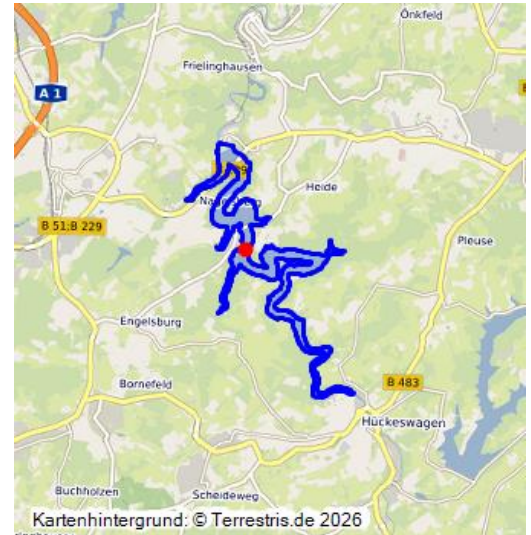 Önkfeld
Frielinghausen
A 1
Heide
B 51;B 229
Pleuse
Engelsburg
B 483
Bornefeld
Hückeswagen
Buchholzen
Scheideweg
Kartenhintergrund: © Terrestris.de 2026